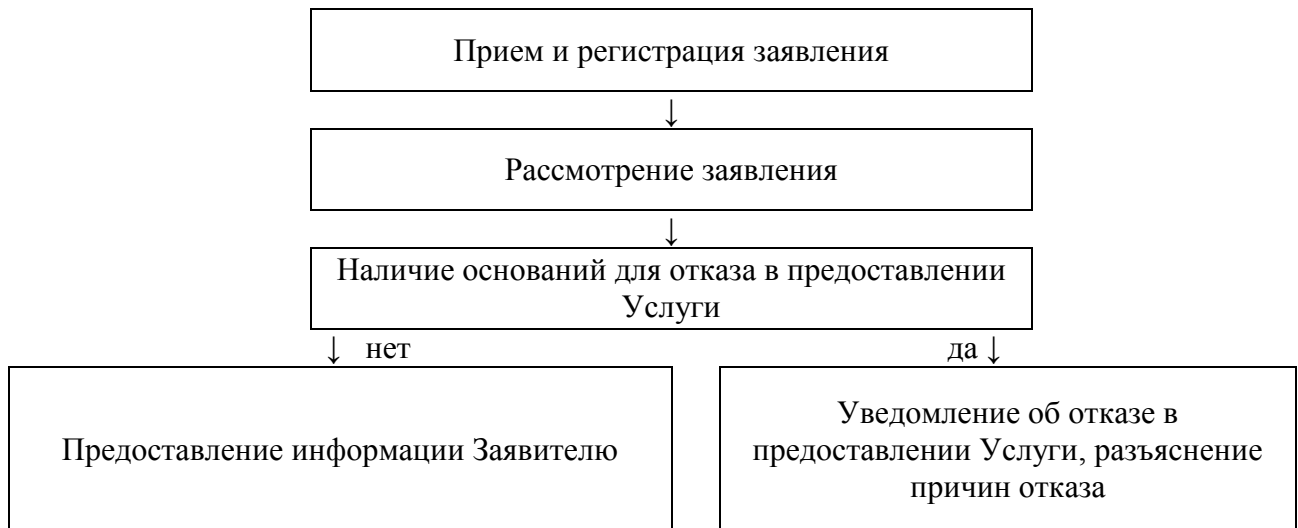 Прием и регистрация заявления
↓
Рассмотрение заявления
↓
Наличие оснований для отказа в предоставлении
Услуги
↓ нет
да ↓
Предоставление информации Заявителю
Уведомление об отказе в
предоставлении Услуги, разъяснение
причин отказа